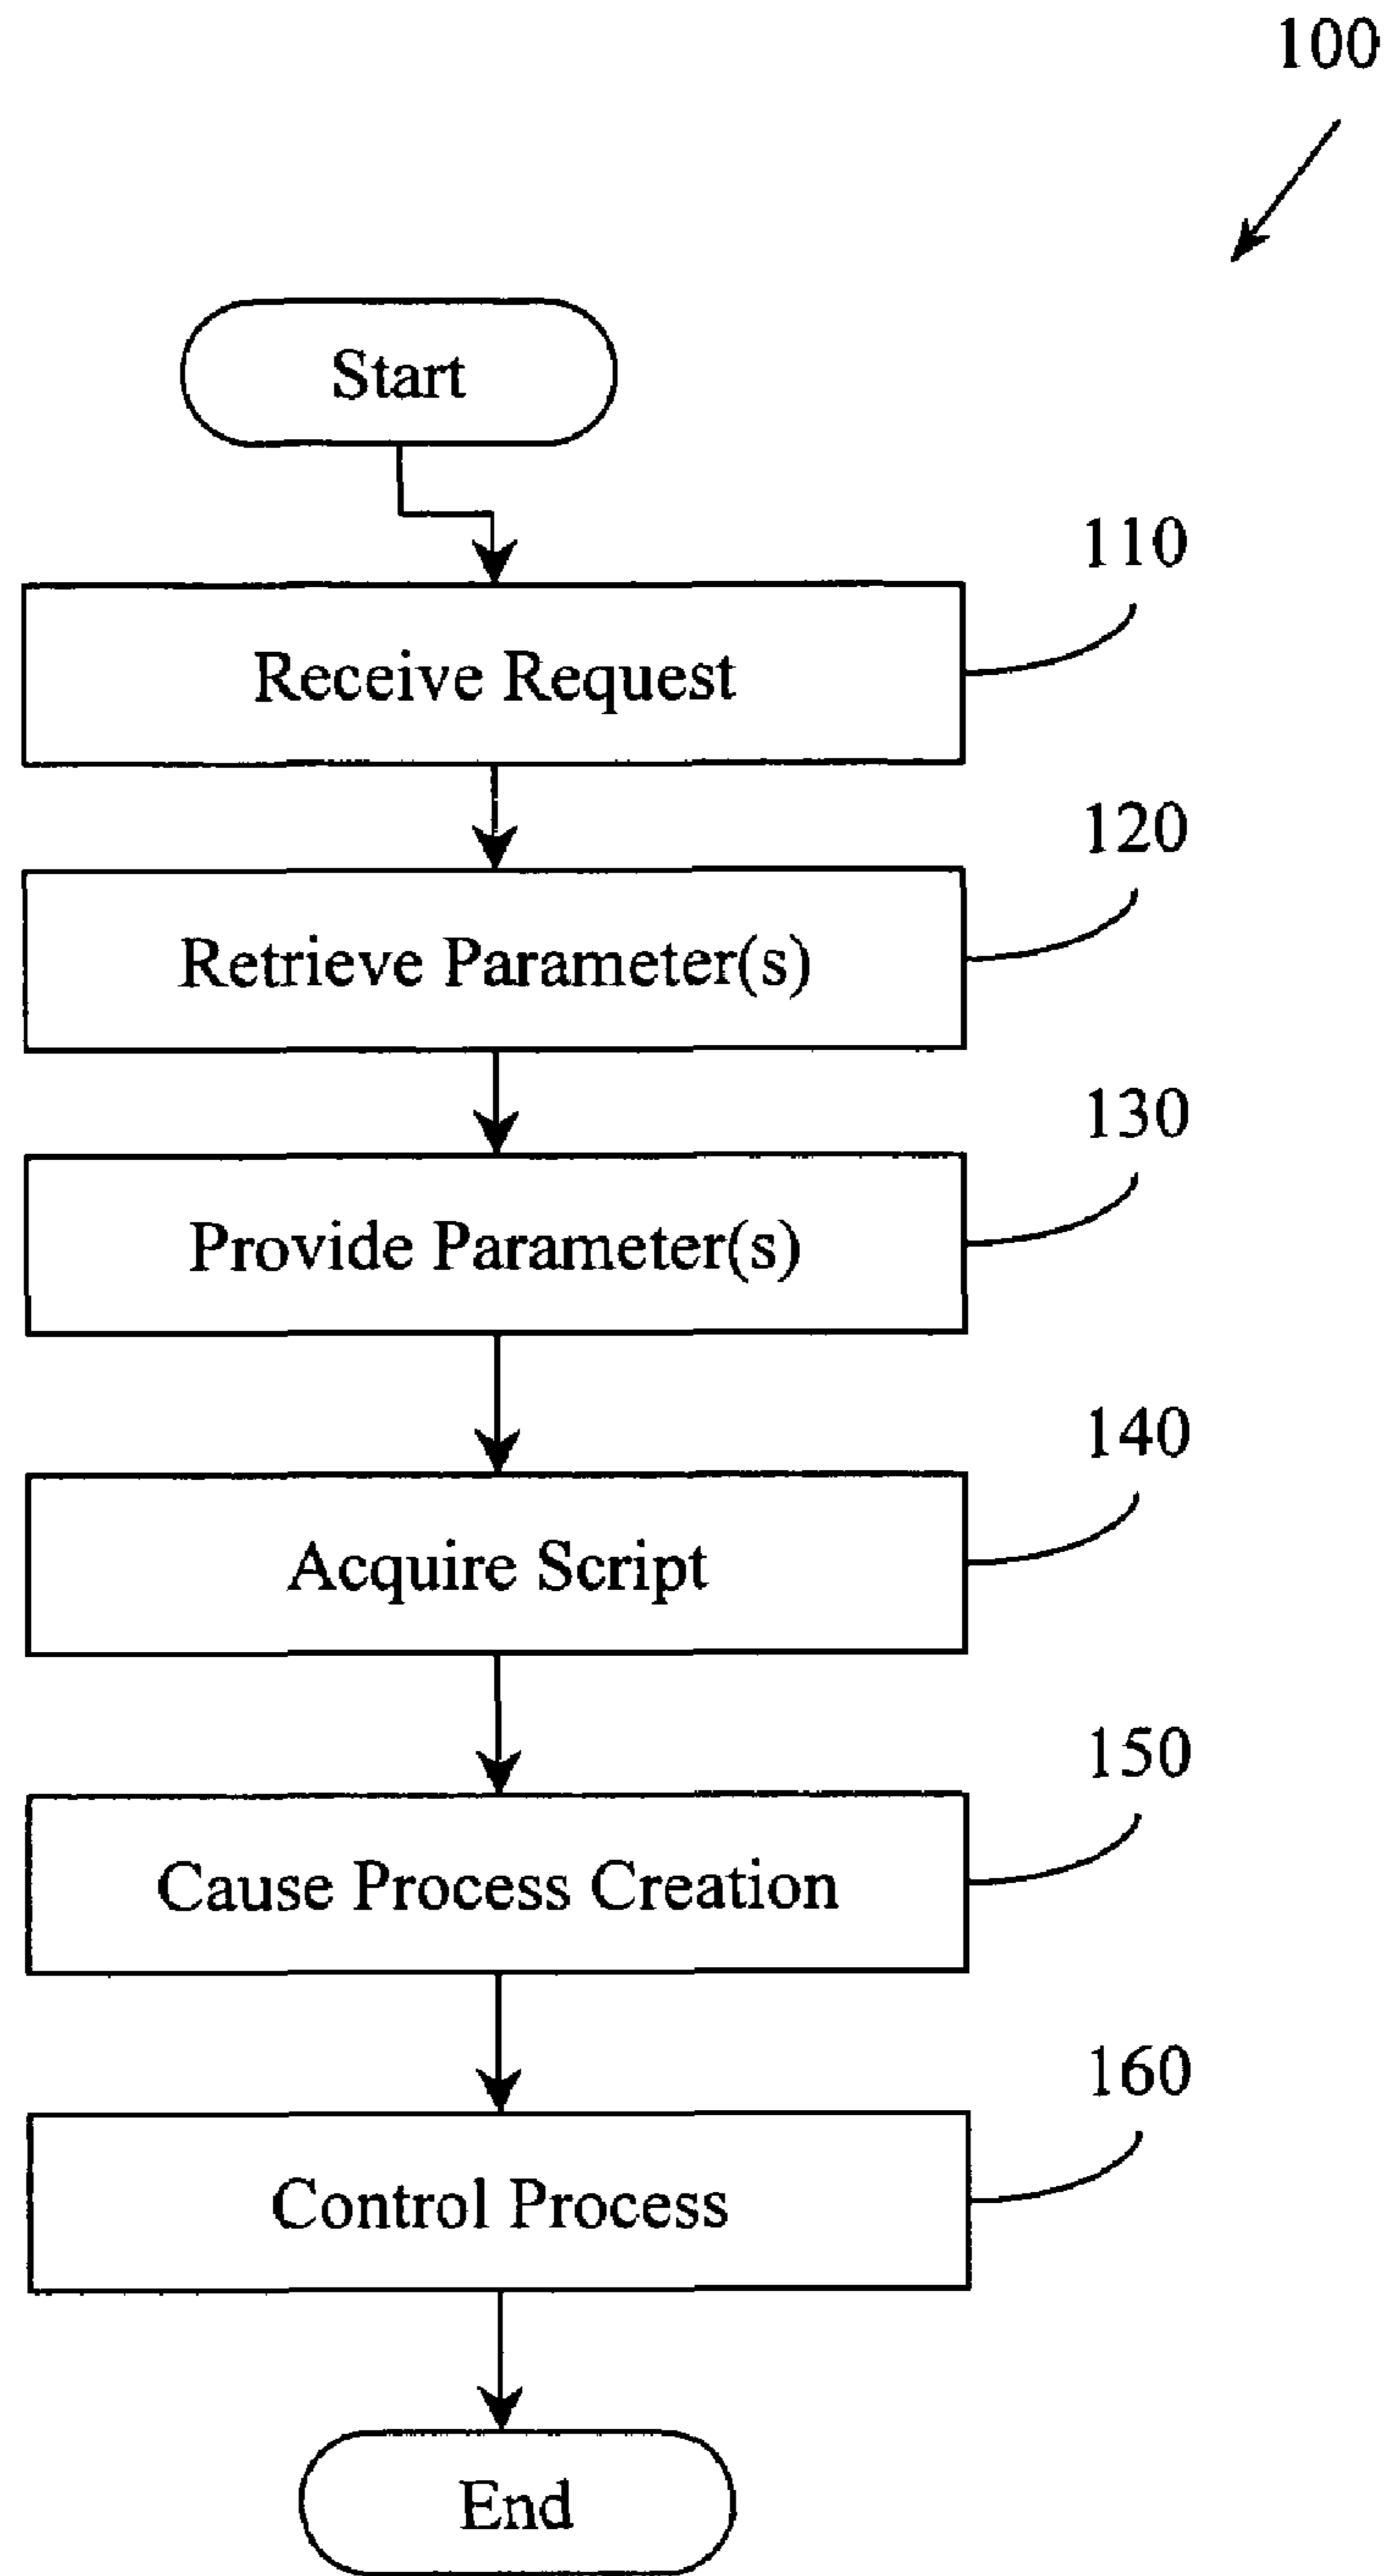 100
Start
110
Receive Request
120
Retrieve Parameter(s)
130
Provide Parameter(s)
140
Acquire Script
150
Cause Process Creation
160
Control Process
End